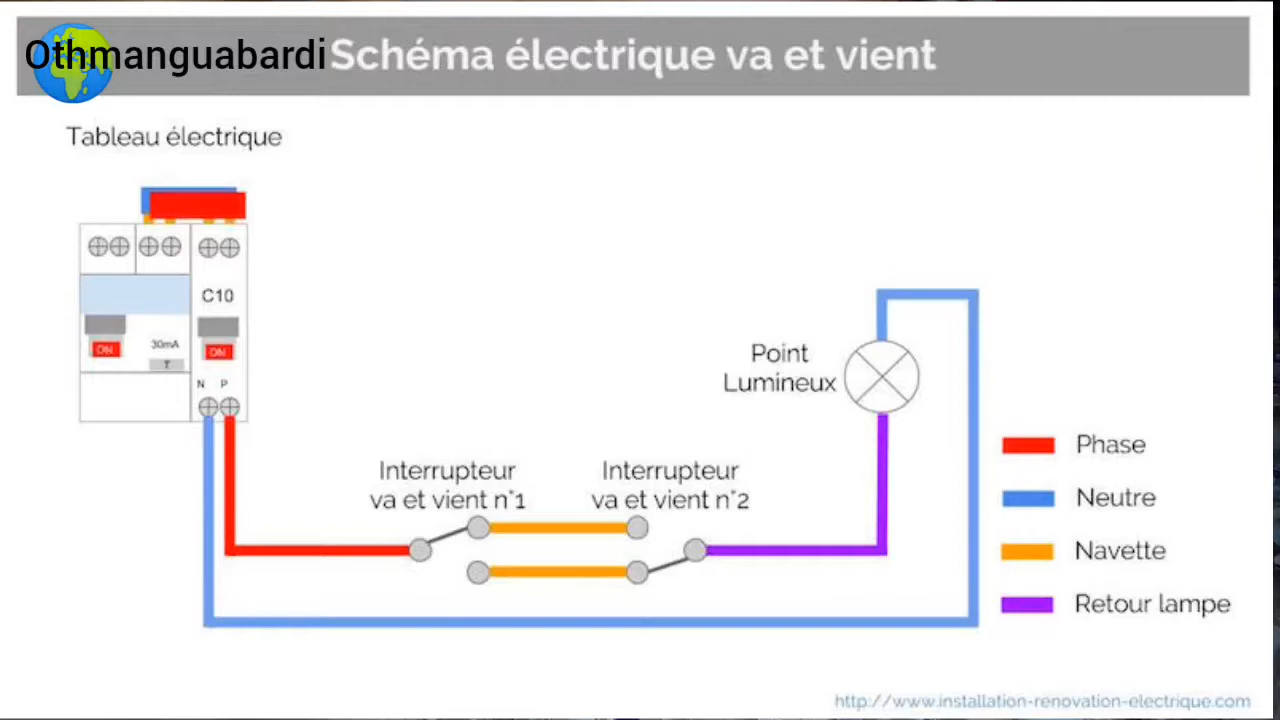 Othmanguabardi
Schéma électrique va et vient
Tableau électrique
C10
ON
30mA
T
ON
N P
Point
Lumineux
Interrupteur
va et vient n°1
Interrupteur
va et vient n°2
Phase
Neutre
Navette
Retour lampe
http://www.installation-renovation-electrique.com